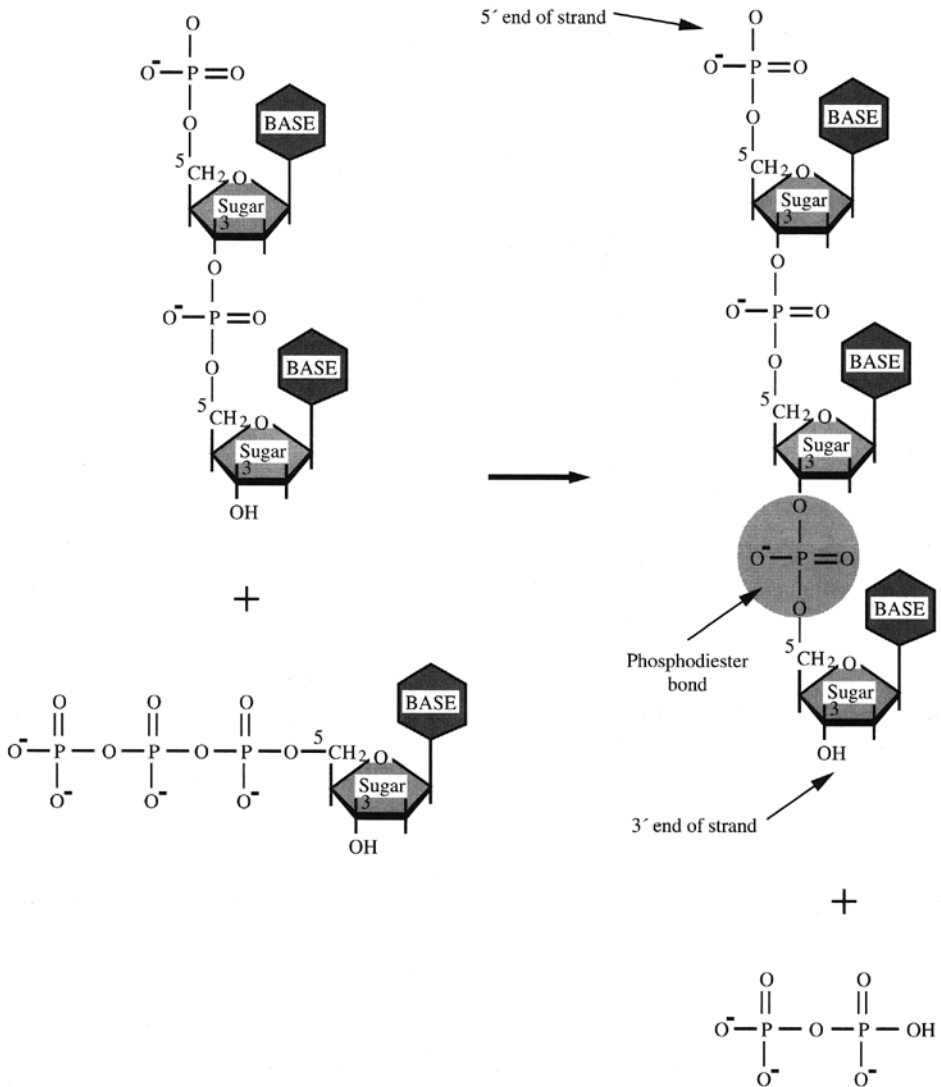 O
O- P = O
O
BASE
5
CH2 O
Sugar
3
O
O- P = O
O
BASE
5
CH2 O
Sugar
3
OH
+
O O O
O- P O P O P O 5 CH2 O
BASE
O- O- O-
Sugar
3
OH
5´ end of strand
O
O- P = O
O
BASE
5
CH2 O
Sugar
3
O
O- P = O
O
BASE
5
CH2 O
Sugar
3
O
O- P = O
O
BASE
Phosphodiester
bond
5
CH2 O
Sugar
3
OH
3´ end of strand
+
O O
O- P O P OH
O- O-